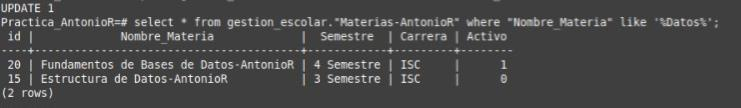 UPDATE 1
Practica_AntonioR=# select * from gestion_escolar."Materias-AntonioR" where "Nombre_Materia" like '%Datos%';
 id |             Nombre_Materia              |  Semestre  | Carrera | Activo
----+-----------------------------------------+------------+---------+--------
 20 | Fundamentos de Bases de Datos-AntonioR | 4 Semestre | ISC     |      1
 15 | Estructura de Datos-AntonioR           | 3 Semestre | ISC     |      0
(2 rows)